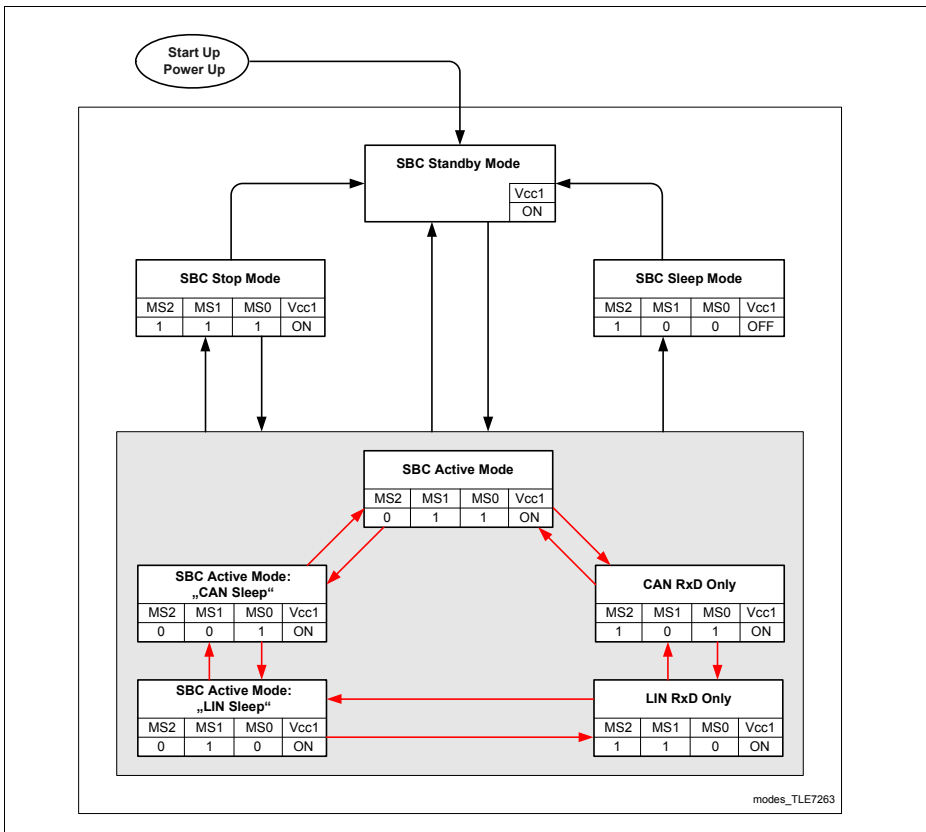 Start Up
Power Up
SBC Standby Mode
Vcc1
ON
SBC Stop Mode
MS2 MS1 MS0 Vcc1
1 1 1 ON
SBC Sleep Mode
MS2 MS1 MS0 Vcc1
1 0 0 OFF
SBC Active Mode
MS2 MS1 MS0 Vcc1
0 1 1 ON
SBC Active Mode:
„CAN Sleep“
MS2 MS1 MS0 Vcc1
0 0 1 ON
CAN RxD Only
MS2 MS1 MS0 Vcc1
1 0 1 ON
SBC Active Mode:
„LIN Sleep“
MS2 MS1 MS0 Vcc1
0 1 0 ON
LIN RxD Only
MS2 MS1 MS0 Vcc1
1 1 0 ON
modes_TLE7263